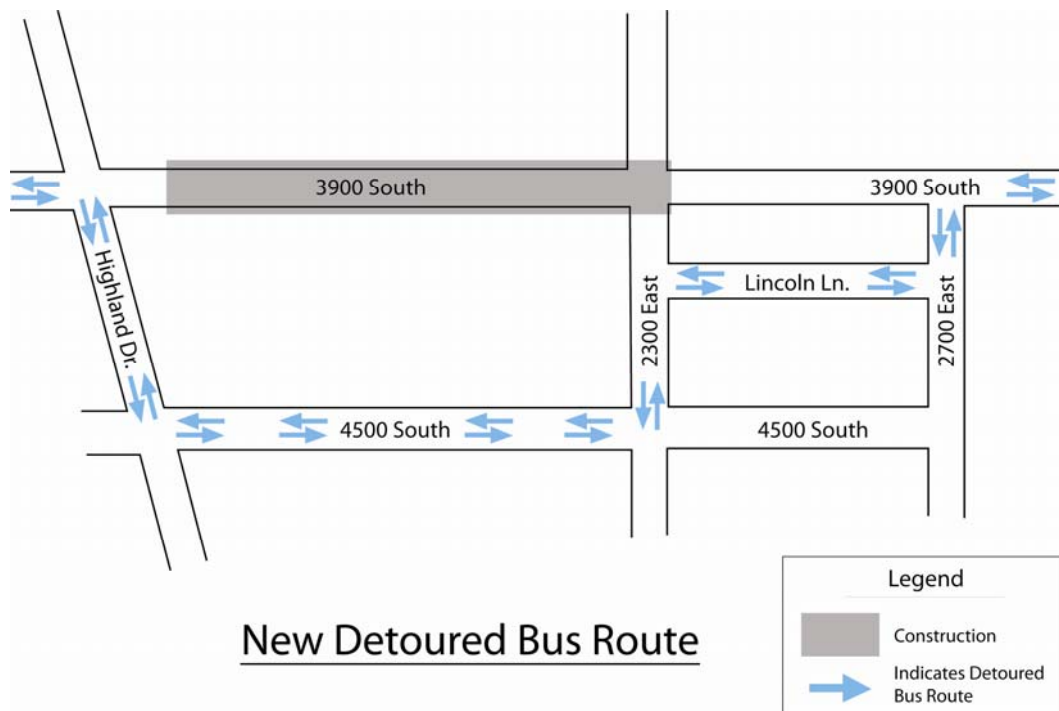 3900 South
3900 South
Highland Dr.
Lincoln Ln.
2300 East
2700 East
4500 South
4500 South
New Detoured Bus Route
Legend
Construction
Indicates Detoured
Bus Route